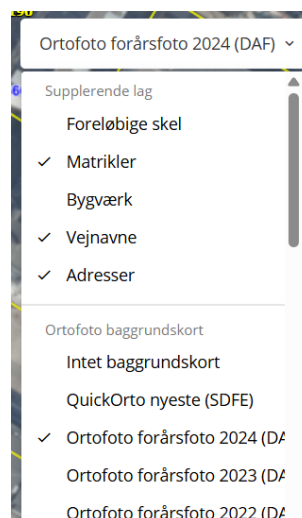 Ortofoto forårsfoto 2024 (DAF)
Supplerende lag
Foreløbige skel
Matrikler
Bygværk
Vejnavne
Adresser
Ortofoto baggrundskort
Intet baggrundskort
QuickOrto nyeste (SDFE)
Ortofoto forårsfoto 2024 (DA
Ortofoto forårsfoto 2023 (DA
Ortofoto forårsfoto 2022 (DA